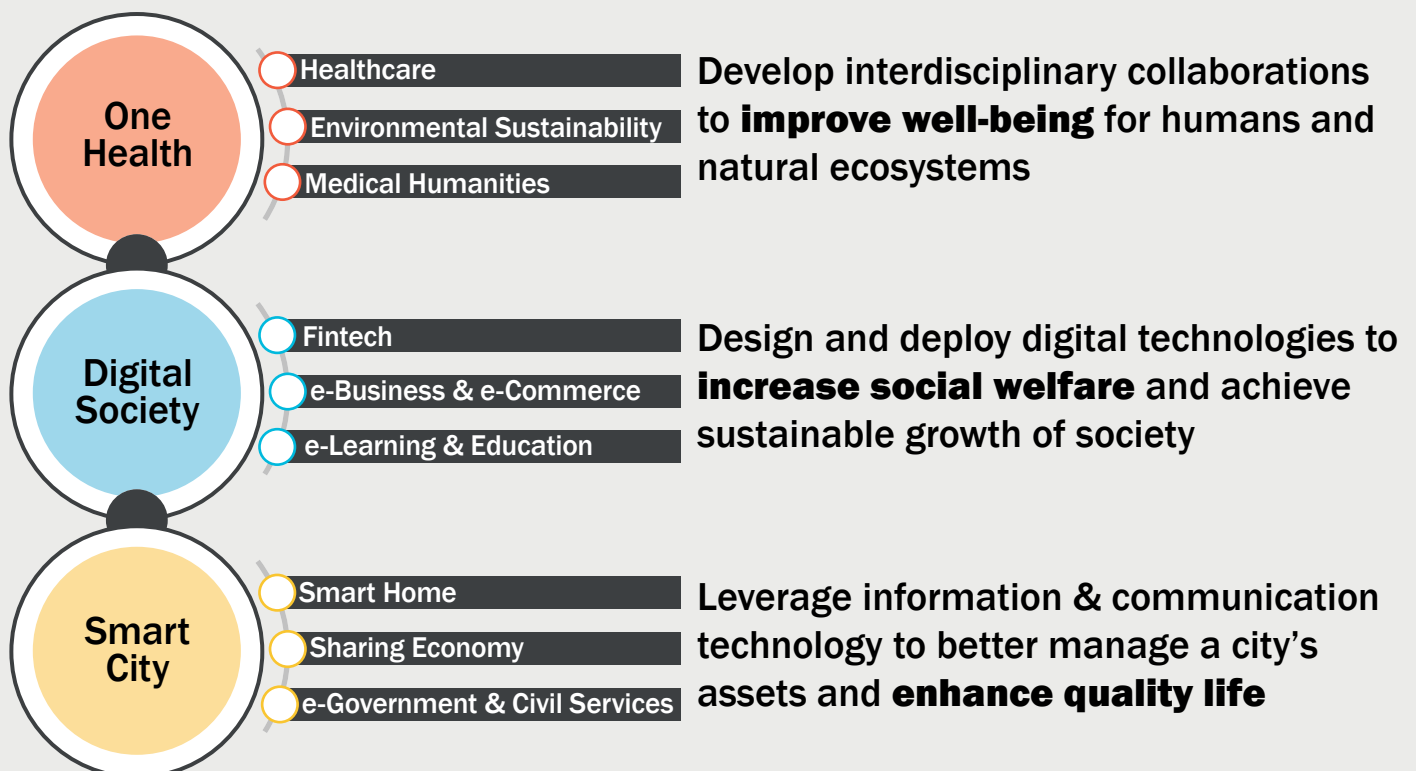 One
Health
Healthcare
Environmental Sustainability
Medical Humanities
Develop interdisciplinary collaborations
to improve well-being for humans and
natural ecosystems
Digital
Society
Fintech
e-Business & e-Commerce
e-Learning & Education
Design and deploy digital technologies to
increase social welfare and achieve
sustainable growth of society
Smart
City
Smart Home
Sharing Economy
e-Government & Civil Services
Leverage information & communication
technology to better manage a city’s
assets and enhance quality life